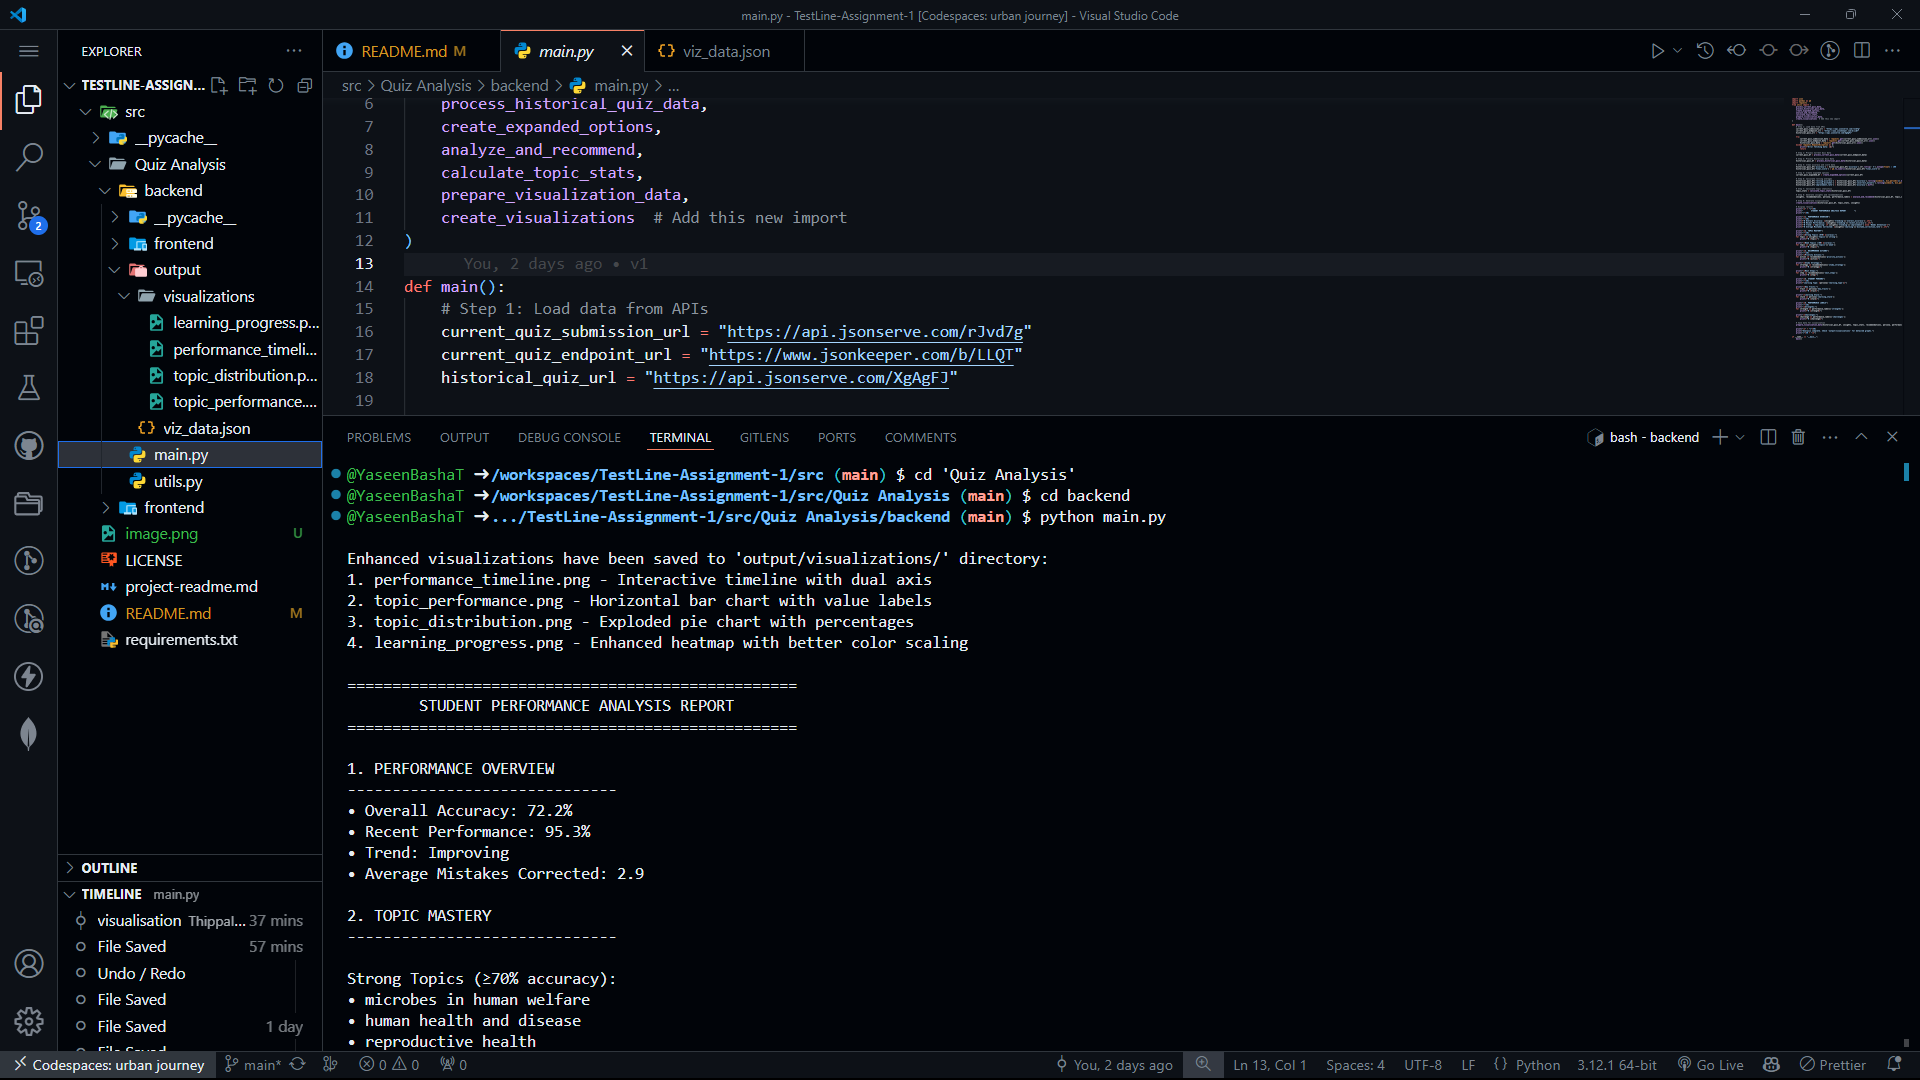 main.py - TestLine-Assignment-1 [Codespaces: urban journey] - Visual Studio Code
EXPLORER
TESTLINE-ASSIGN...
src
__pycache__
Quiz Analysis
backend
__pycache__
frontend
output
visualizations
learning_progress.p...
performance_timeli...
topic_distribution.p...
topic_performance....
viz_data.json
main.py
utils.py
frontend
image.png U
LICENSE
project-readme.md
README.md M
requirements.txt
OUTLINE
TIMELINE main.py
visualisation Thippal... 37 mins
File Saved 57 mins
Undo / Redo
File Saved
File Saved 1 day
File Saved
2
README.md M
main.py
viz_data.json
src > Quiz Analysis > backend > main.py > ...
6 process_historical_quiz_data,
7 create_expanded_options,
8 analyze_and_recommend,
9 calculate_topic_stats,
10 prepare_visualization_data,
11 create_visualizations # Add this new import
12 )
13 You, 2 days ago • v1
14 def main():
15 # Step 1: Load data from APIs
16 current_quiz_submission_url = "https://api.jsonserve.com/rJvd7g"
17 current_quiz_endpoint_url = "https://www.jsonkeeper.com/b/LLQT"
18 historical_quiz_url = "https://api.jsonserve.com/XgAgFJ"
19
PROBLEMS OUTPUT DEBUG CONSOLE TERMINAL GITLENS PORTS COMMENTS
bash - backend
@YaseenBashaT ➜/workspaces/TestLine-Assignment-1/src (main) $ cd 'Quiz Analysis'
@YaseenBashaT ➜/workspaces/TestLine-Assignment-1/src/Quiz Analysis (main) $ cd backend
@YaseenBashaT ➜.../TestLine-Assignment-1/src/Quiz Analysis/backend (main) $ python main.py
Enhanced visualizations have been saved to 'output/visualizations/' directory:
1. performance_timeline.png - Interactive timeline with dual axis
2. topic_performance.png - Horizontal bar chart with value labels
3. topic_distribution.png - Exploded pie chart with percentages
4. learning_progress.png - Enhanced heatmap with better color scaling
==================================================
STUDENT PERFORMANCE ANALYSIS REPORT
==================================================
1. PERFORMANCE OVERVIEW
------------------------------
• Overall Accuracy: 72.2%
• Recent Performance: 95.3%
• Trend: Improving
• Average Mistakes Corrected: 2.9
2. TOPIC MASTERY
------------------------------
Strong Topics (≥70% accuracy):
• microbes in human welfare
• human health and disease
• reproductive health
Codespaces: urban journey main* 0 0 0 You, 2 days ago Ln 13, Col 1 Spaces: 4 UTF-8 LF {} Python 3.12.1 64-bit Go Live Prettier